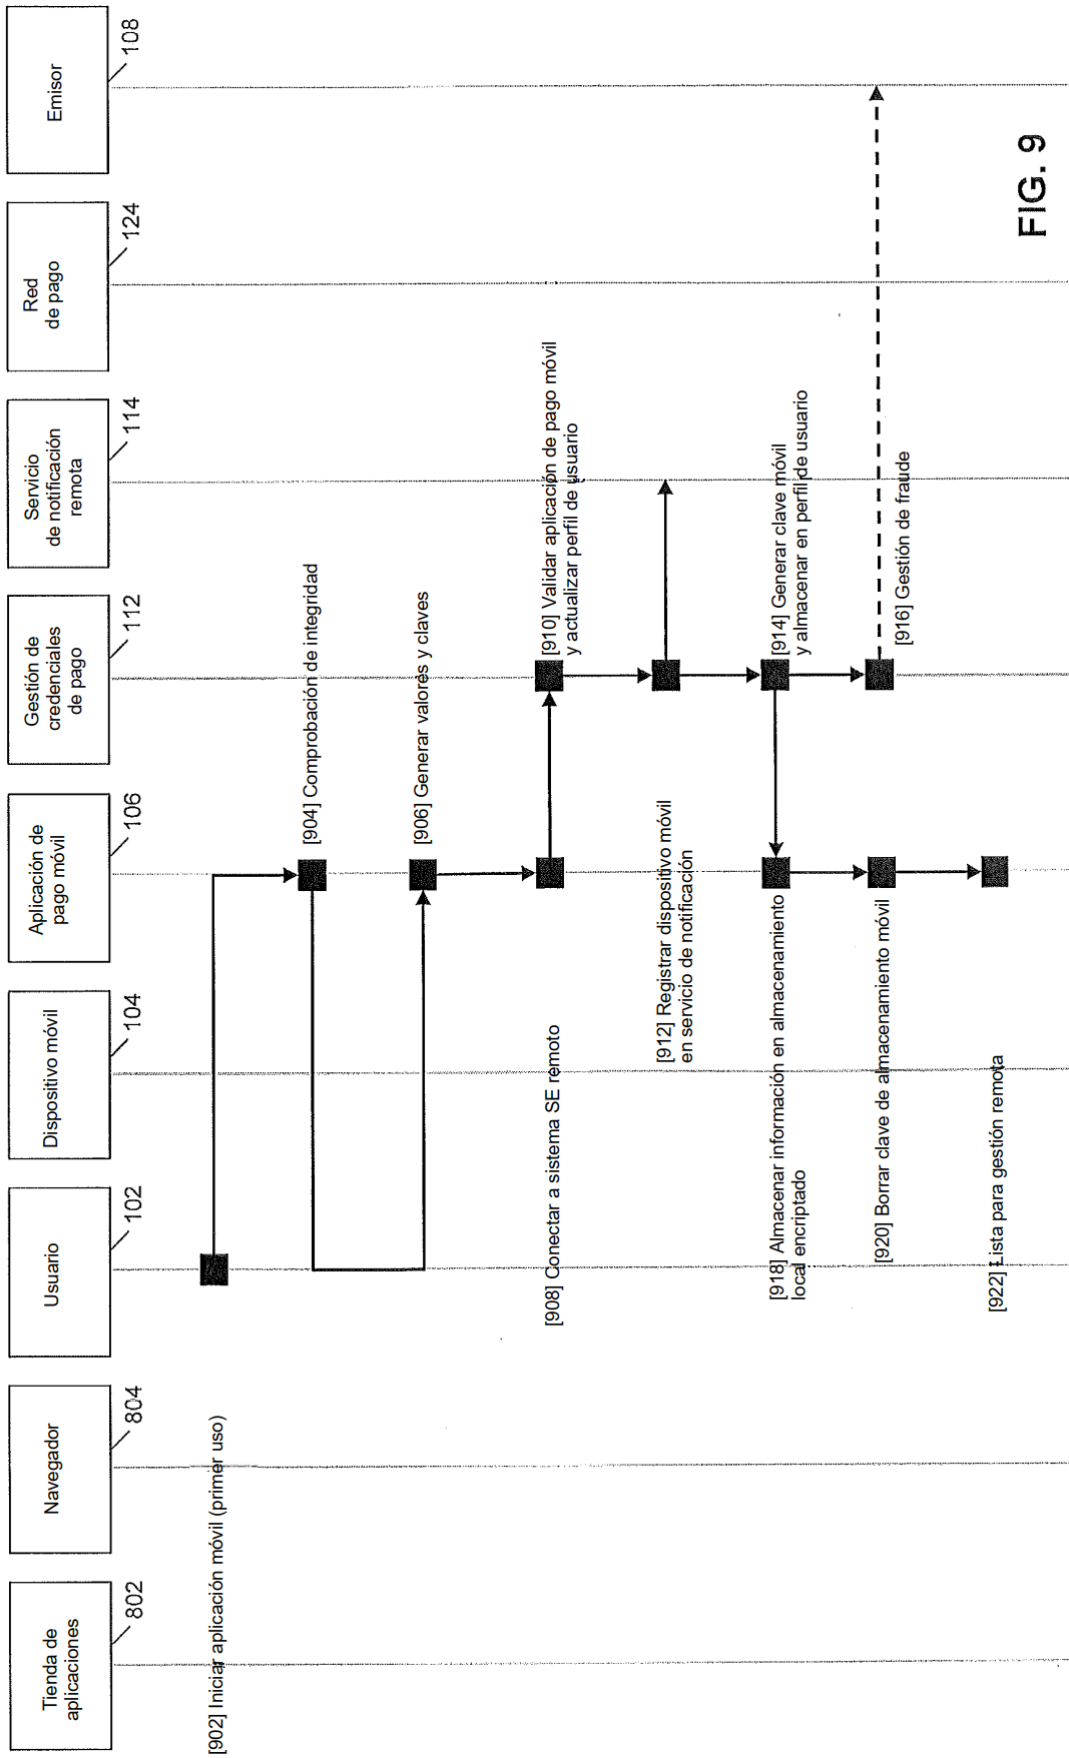 Tienda de
aplicaciones
802
Navegador
804
Usuario
102
Dispositivo móvil
104
Aplicación de
pago móvil
106
Gestión de
credenciales
de pago
112
Servicio
de notificación
remota
114
Red
de pago
124
Emisor
108
[902] Iniciar aplicación móvil (primer uso)
[904] Comprobación de integridad
[906] Generar valores y claves
[908] Conectar a sistema SE remoto
[910] Validar aplicación de pago móvil
y actualizar perfil de usuario
[912] Registrar dispositivo móvil
en servicio de notificación
[914] Generar clave móvil
y almacenar en perfil de usuario
[918] Almacenar información en almacenamiento
local encriptado
[916] Gestión de fraude
[920] Borrar clave de almacenamiento móvil
[922] Lista para gestión remota
FIG. 9